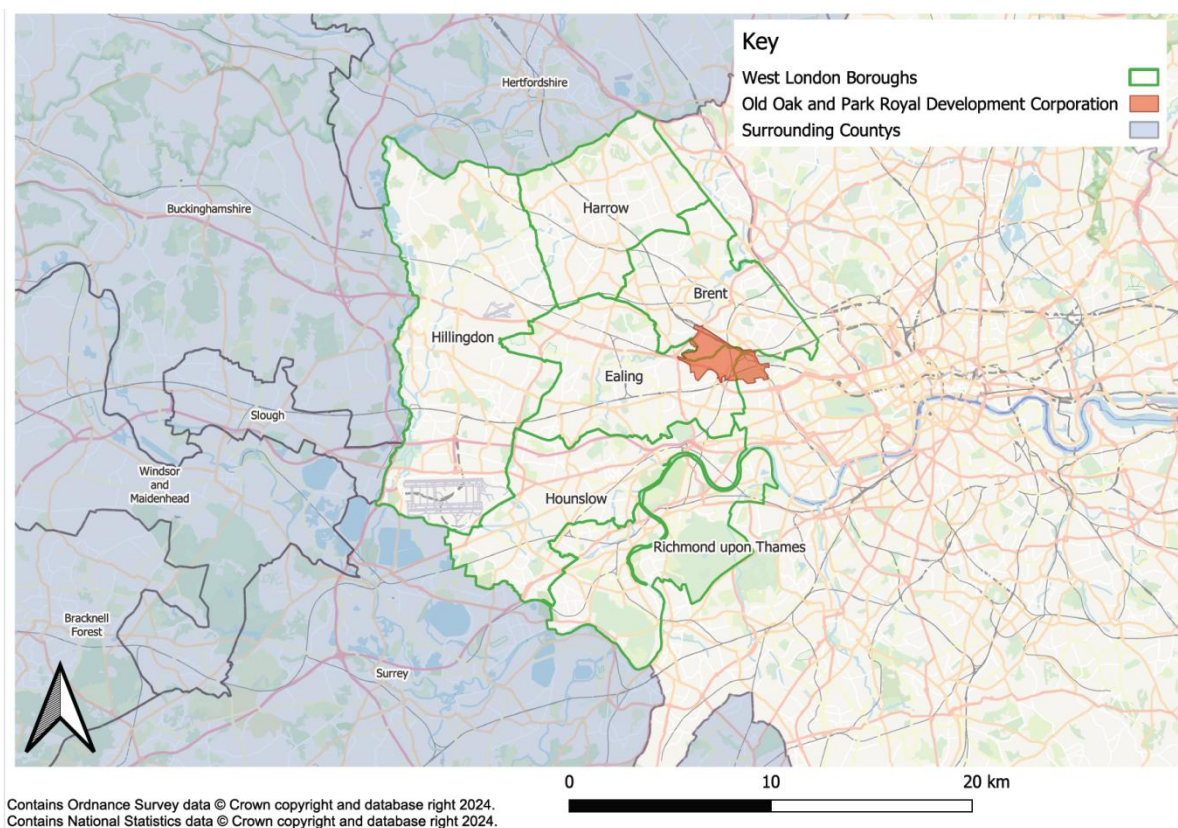 Key
West London Boroughs
Old Oak and Park Royal Development Corporation
Surrounding Countys
Hertfordshire
Buckinghamshire
Harrow
Brent
Hillingdon
Ealing
Slough
Windsor
and
Maidenhead
Hounslow
Richmond upon Thames
Bracknell
Forest
Surrey
0 10 20 km
Contains Ordnance Survey data © Crown copyright and database right 2024.
Contains National Statistics data © Crown copyright and database right 2024.